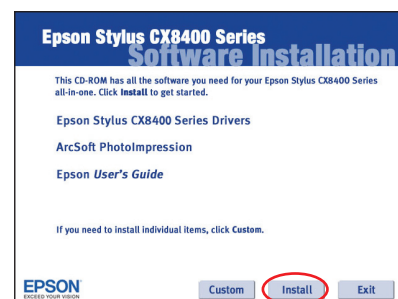 Epson Stylus CX8400 Series
Software Installation
This CD-ROM has all the software you need for your Epson Stylus CX8400 Series
all-in-one. Click Install to get started.
Epson Stylus CX8400 Series Drivers
ArcSoft PhotoImpression
Epson User's Guide
If you need to install individual items, click Custom.
EPSON
EXCEED YOUR VISION
Custom
Install
Exit